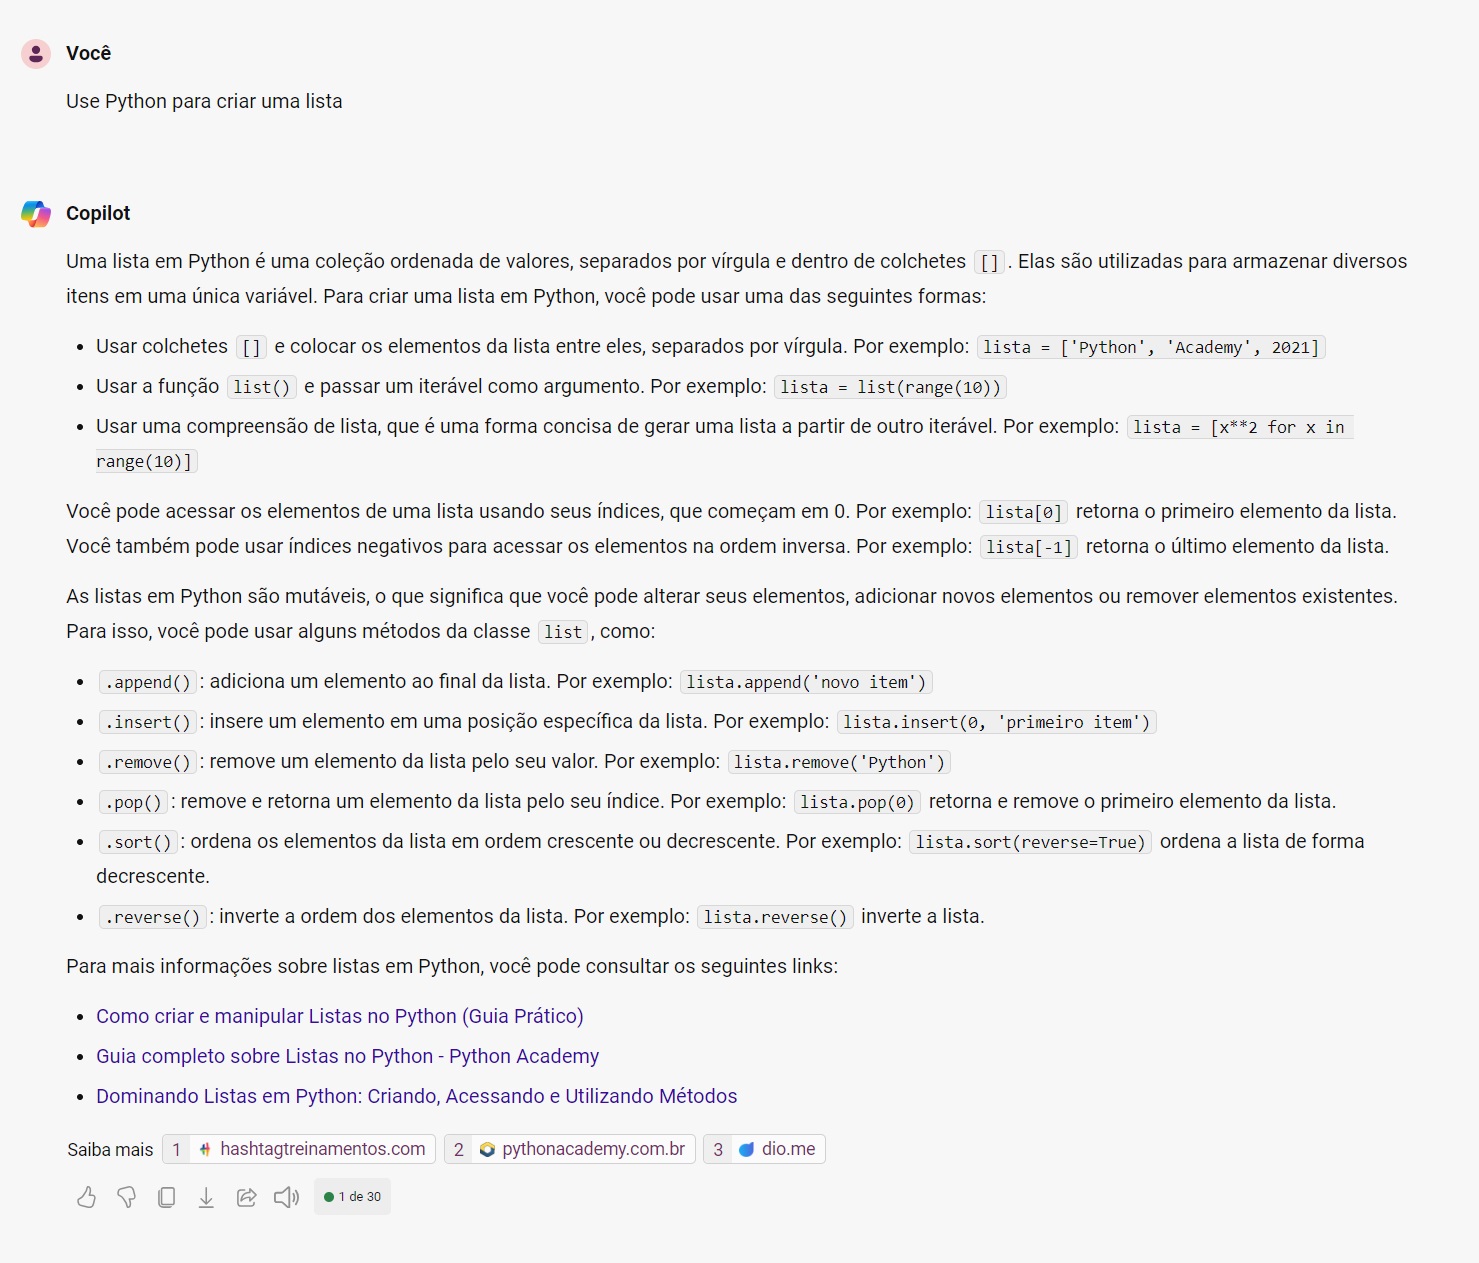 Você
Use Python para criar uma lista
Copilot
Uma lista em Python é uma coleção ordenada de valores, separados por vírgula e dentro de colchetes []. Elas são utilizadas para armazenar diversos
itens em uma única variável. Para criar uma lista em Python, você pode usar uma das seguintes formas:
• Usar colchetes [] e colocar os elementos da lista entre eles, separados por vírgula. Por exemplo: lista = ['Python', 'Academy', 2021]
• Usar a função list() e passar um iterável como argumento. Por exemplo: lista = list(range(10))
• Usar uma compreensão de lista, que é uma forma concisa de gerar uma lista a partir de outro iterável. Por exemplo: lista = [x**2 for x in
range(10)]
Você pode acessar os elementos de uma lista usando seus índices, que começam em 0. Por exemplo: lista[0] retorna o primeiro elemento da lista.
Você também pode usar índices negativos para acessar os elementos na ordem inversa. Por exemplo: lista[-1] retorna o último elemento da lista.
As listas em Python são mutáveis, o que significa que você pode alterar seus elementos, adicionar novos elementos ou remover elementos existentes.
Para isso, você pode usar alguns métodos da classe list, como:
• .append(): adiciona um elemento ao final da lista. Por exemplo: lista.append('novo item')
• .insert(): insere um elemento em uma posição específica da lista. Por exemplo: lista.insert(0, 'primeiro item')
• .remove(): remove um elemento da lista pelo seu valor. Por exemplo: lista.remove('Python')
• .pop(): remove e retorna um elemento da lista pelo seu índice. Por exemplo: lista.pop(0) retorna e remove o primeiro elemento da lista.
• .sort(): ordena os elementos da lista em ordem crescente ou decrescente. Por exemplo: lista.sort(reverse=True) ordena a lista de forma
decrescente.
• .reverse(): inverte a ordem dos elementos da lista. Por exemplo: lista.reverse() inverte a lista.
Para mais informações sobre listas em Python, você pode consultar os seguintes links:
• Como criar e manipular Listas no Python (Guia Prático)
• Guia completo sobre Listas no Python - Python Academy
• Dominando Listas em Python: Criando, Acessando e Utilizando Métodos
Saiba mais 1 hashtagtreinamentos.com 2 pythonacademy.com.br 3 dio.me
1 de 30